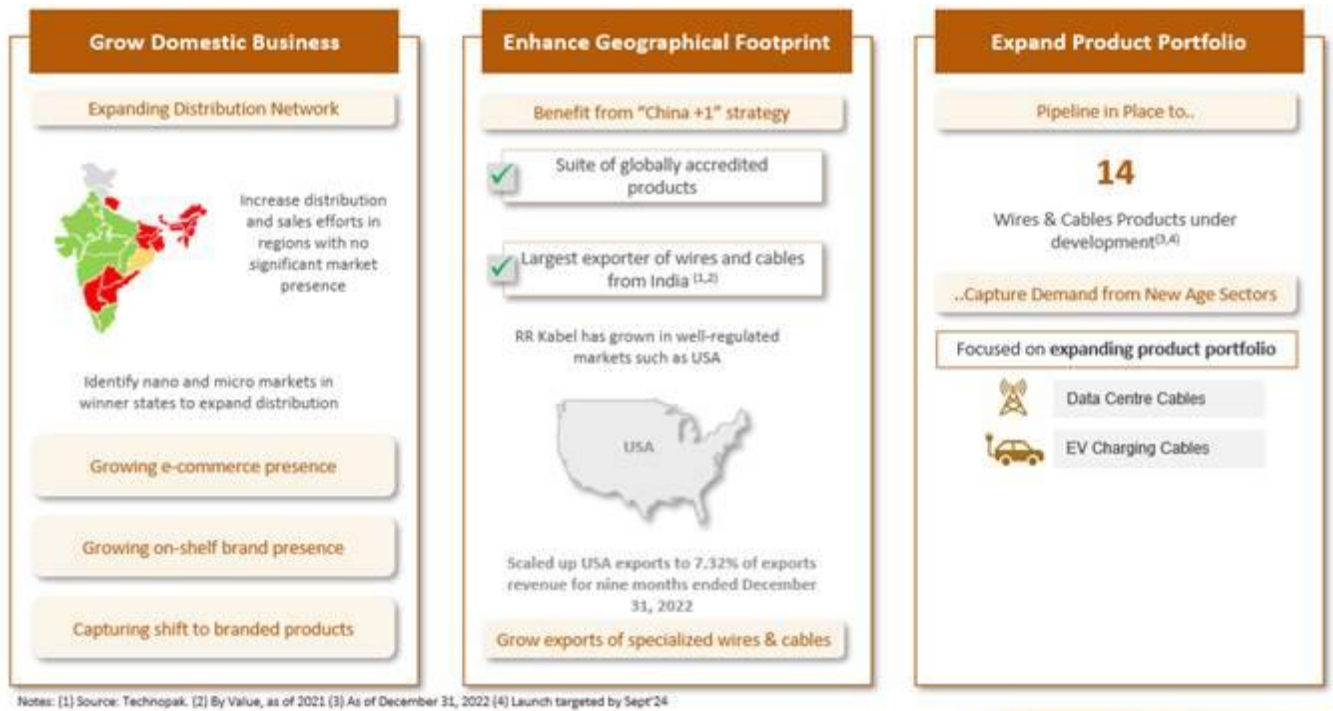 Grow Domestic Business
Expanding Distribution Network
Increase distribution
and sales efforts in
regions with no
significant market
presence
Identify nano and micro markets in
winner states to expand distribution
Growing e-commerce presence
Growing on-shelf brand presence
Capturing shift to branded products
Enhance Geographical Footprint
Benefit from "China +1" strategy
Suite of globally accredited
products
Largest exporter of wires and cables
from India (1,2)
RR Kabel has grown in well-regulated
markets such as USA
USA
Scaled up USA exports to 7.32% of exports
revenue for nine months ended December
31, 2022
Grow exports of specialized wires & cables
Expand Product Portfolio
Pipeline in Place to..
14
Wires & Cables Products under
development(3,4)
..Capture Demand from New Age Sectors
Focused on expanding product portfolio
Data Centre Cables
EV Charging Cables
Notes: (1) Source: Technopak. (2) By Value, as of 2021 (3) As of December 31, 2022 (4) Launch targeted by Sept'24